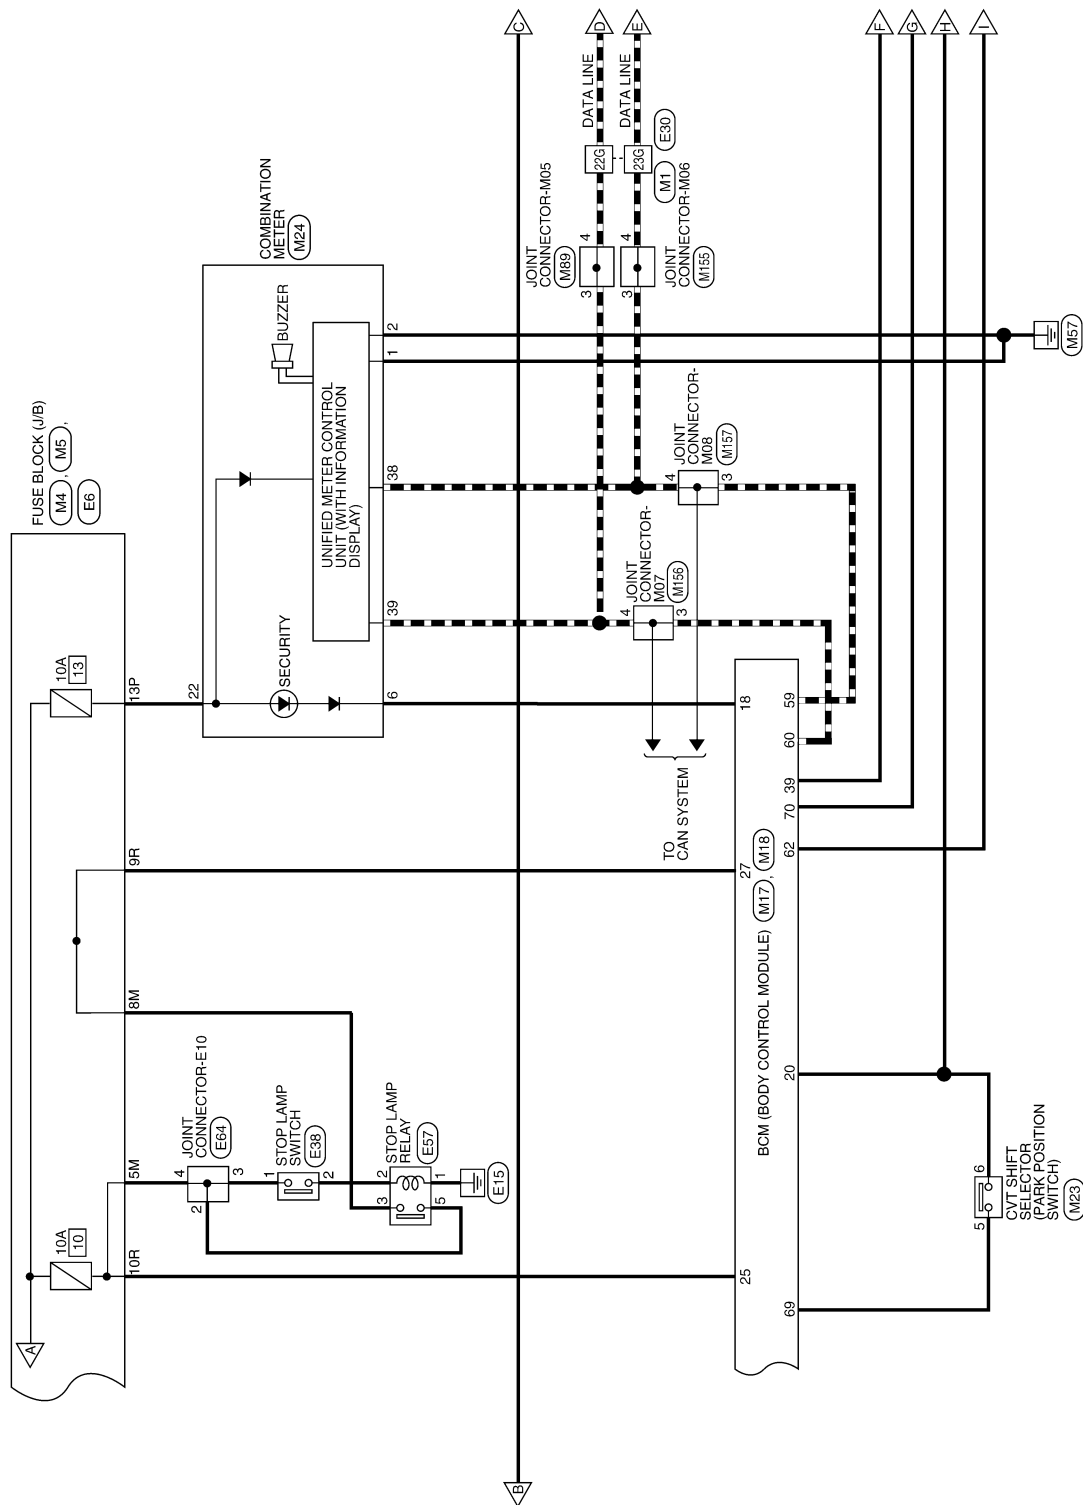 FUSE BLOCK (J/B)
M4 , M5 ,
E6
A
10A
10
10A
13
10R
5M
8M
9R
13P
JOINT
CONNECTOR-E10
E64
4
2
3
STOP LAMP
SWITCH
E38
1
2
STOP LAMP
RELAY
E57
3
2
5
1
E15
COMBINATION
METER
M24
22
SECURITY
BUZZER
UNIFIED METER CONTROL
UNIT (WITH INFORMATION
DISPLAY)
6
39
38
1
2
B
C
D
E
DATA LINE
DATA LINE
22G
23G
M1
E30
JOINT
CONNECTOR-M05
M89
3
4
3
4
JOINT
CONNECTOR-M06
M155
JOINT
CONNECTOR-
M07
M156
4
3
JOINT
CONNECTOR-
M08
M157
4
3
TO
CAN SYSTEM
M57
25
27
18
BCM (BODY CONTROL MODULE)
M17 , M18
69
20
62
70
39
60
59
F
G
H
I
5
6
CVT SHIFT
SELECTOR
(PARK POSITION
SWITCH)
M23